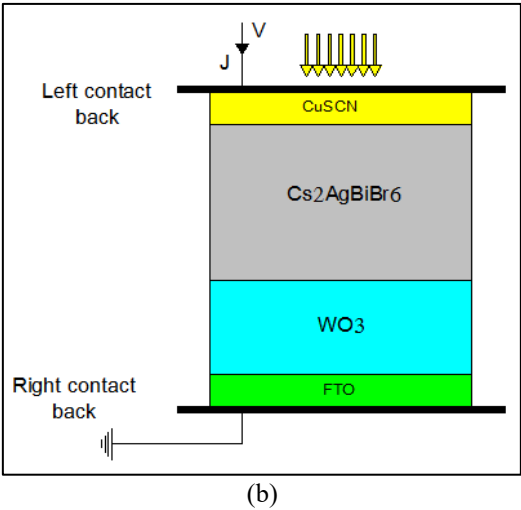 V
J
Left contact
back
CuSCN
Cs2AgBiBr6
WO3
Right contact
back
FTO
(b)